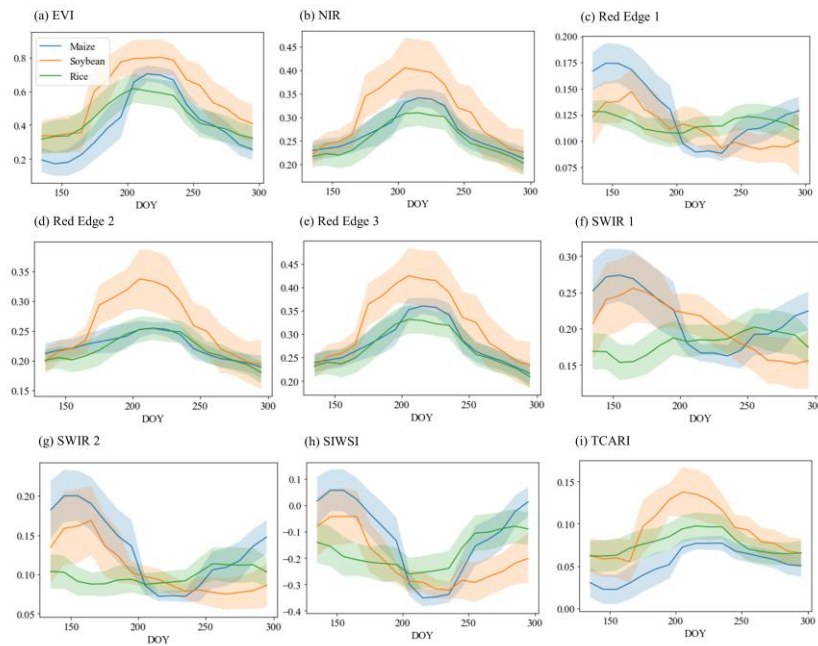 (a) EVI
(b) NIR
(c) Red Edge 1
Maize
Soybean
Rice
0.8
0.6
0.4
0.2
150 200 250 300
DOY
0.45
0.40
0.35
0.30
0.25
0.20
150 200 250 300
DOY
0.200
0.175
0.150
0.125
0.100
0.075
150 200 250 300
DOY
(d) Red Edge 2
(e) Red Edge 3
(f) SWIR 1
0.35
0.30
0.25
0.20
0.15
150 200 250 300
DOY
0.45
0.40
0.35
0.30
0.25
0.20
150 200 250 300
DOY
0.30
0.25
0.20
0.15
150 200 250 300
DOY
(g) SWIR 2
(h) SIWSI
(i) TCARI
0.20
0.15
0.10
0.05
150 200 250 300
DOY
0.1
0.0
−0.1
−0.2
−0.3
−0.4
150 200 250 300
DOY
0.15
0.10
0.05
0.00
150 200 250 300
DOY